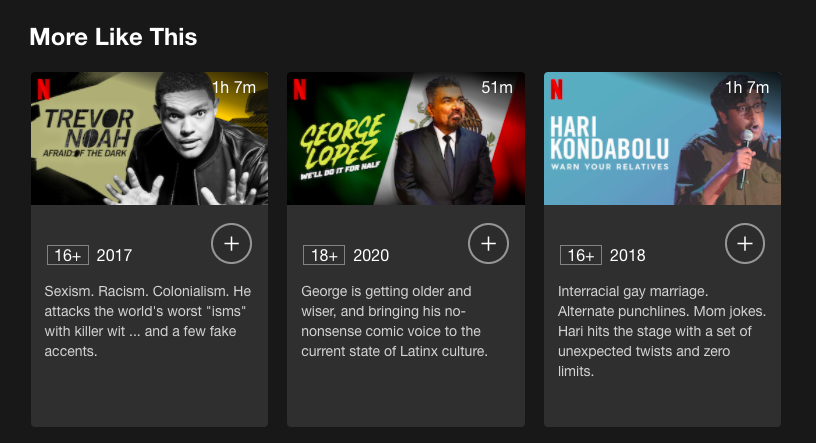 More Like This
N
1h 7m
TREVOR
NOAH
AFRAID OF THE DARK
16+ 2017
Sexism. Racism. Colonialism. He
attacks the world's worst "isms"
with killer wit ... and a few fake
accents.
N
51m
GEORGE
LOPEZ
WE'LL DO IT FOR HALF
18+ 2020
George is getting older and
wiser, and bringing his no-
nonsense comic voice to the
current state of Latinx culture.
N
1h 7m
HARI
KONDABOLU
WARN YOUR RELATIVES
16+ 2018
Interracial gay marriage.
Alternate punchlines. Mom jokes.
Hari hits the stage with a set of
unexpected twists and zero
limits.